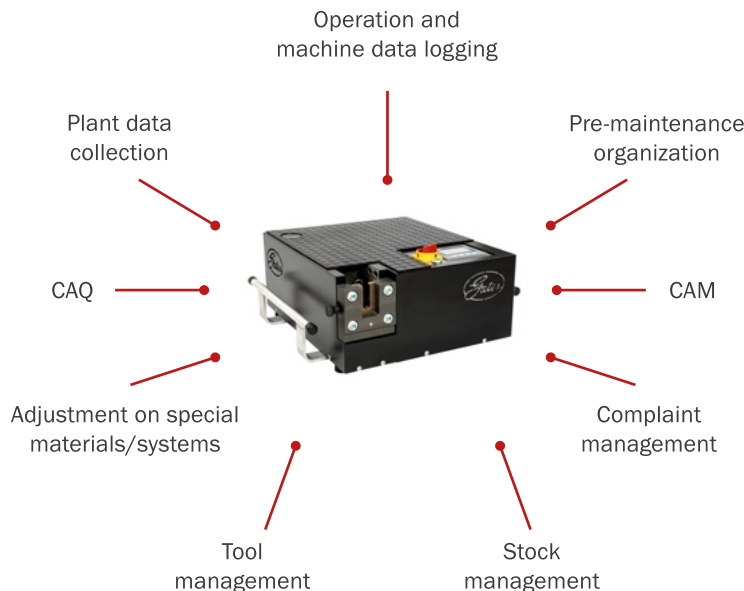 Operation and
machine data logging
Plant data
collection
Pre-maintenance
organization
CAQ
Gates
CAM
Adjustment on special
materials/systems
Complaint
management
Tool
management
Stock
management